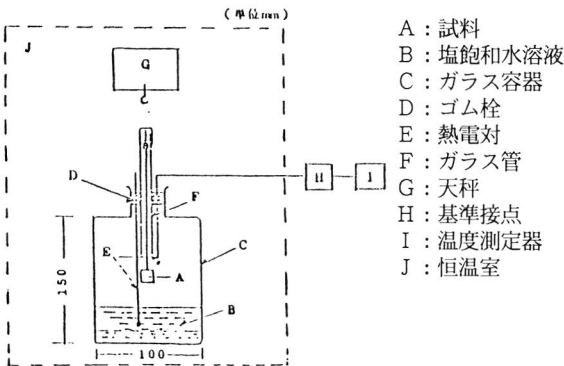 (単位mm)
J
G
D
H
I
F
E
C
A
B
150
100
A:試料
B:塩飽和水溶液
C:ガラス容器
D:ゴム栓
E:熱電対
F:ガラス管
G:天秤
H:基準接点
I:温度測定器
J:恒温室